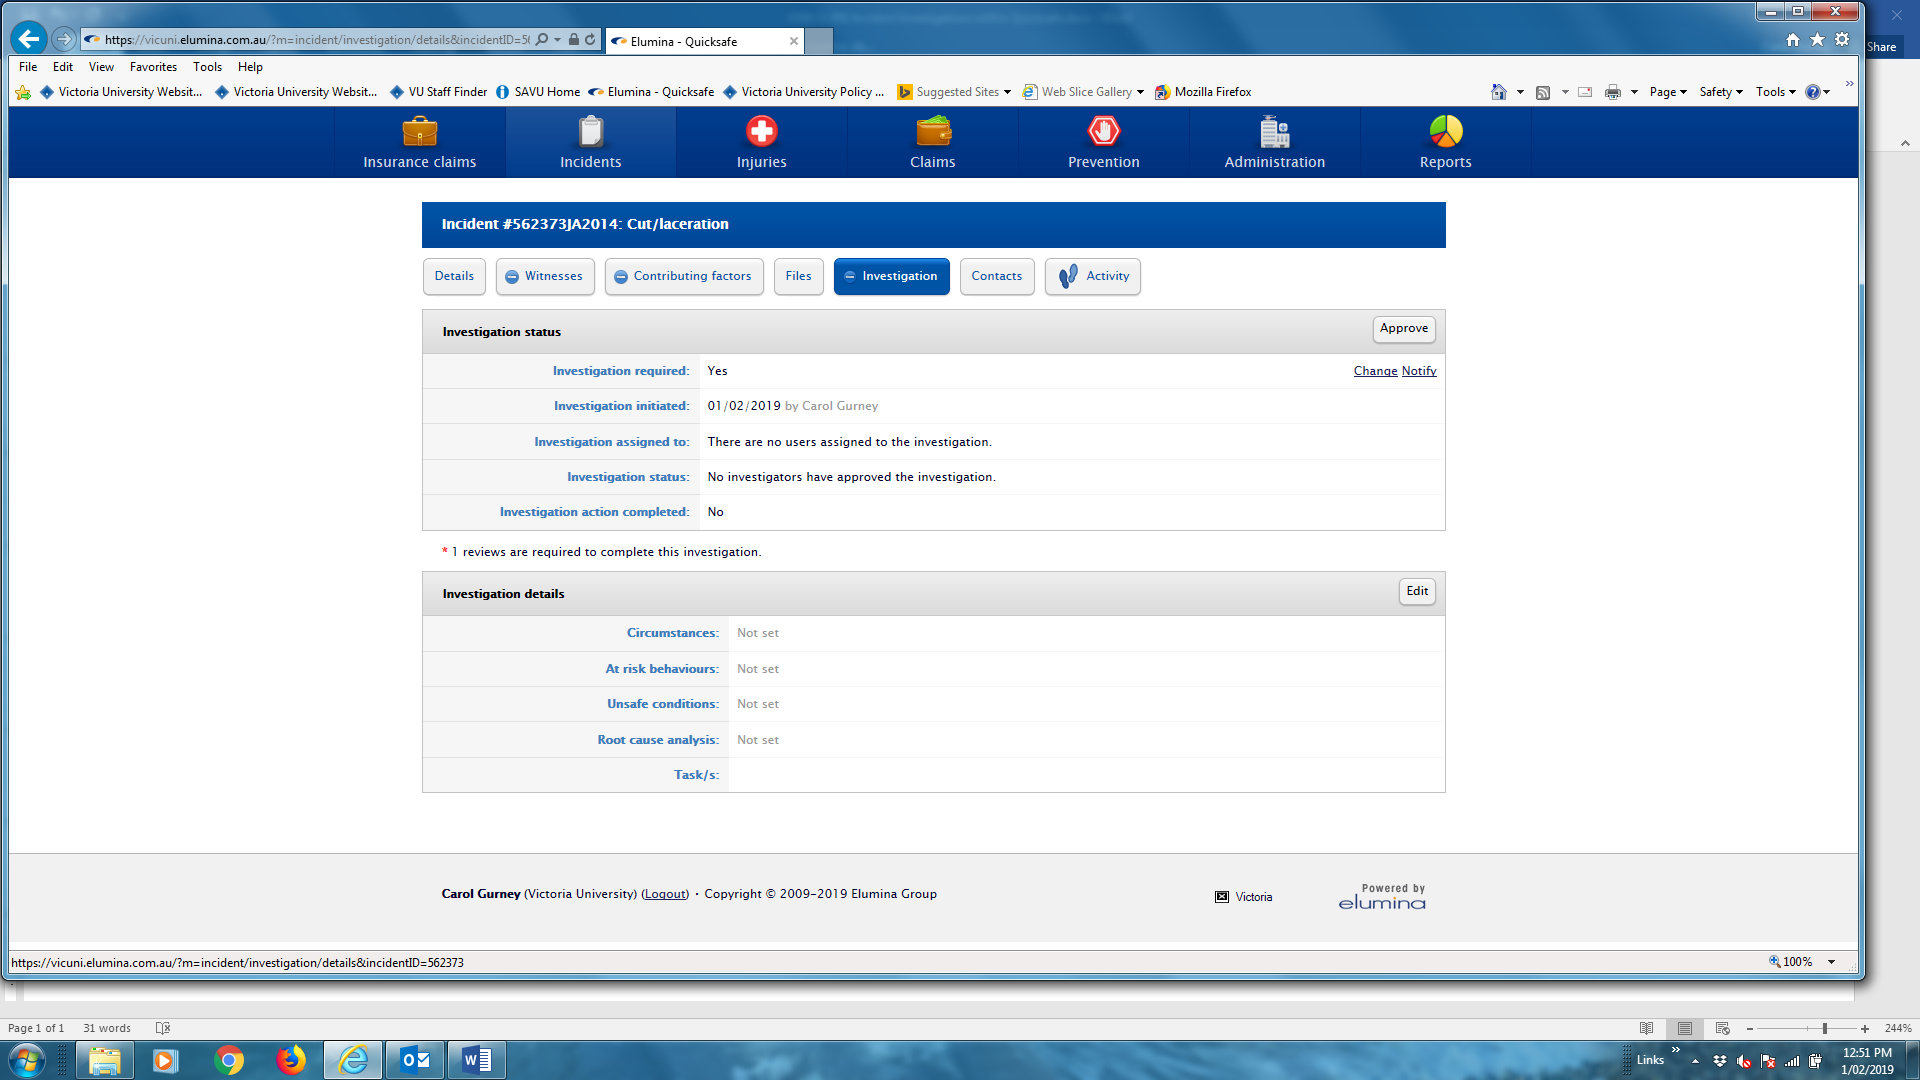 Share
https://vicuni.elumina.com.au/?m=incident/investigation/details&incidentID=5
Elumina - Quicksafe
File Edit View Favorites Tools Help
Victoria University Websit... Victoria University Websit... VU Staff Finder SAVU Home Elumina - Quicksafe Victoria University Policy ... Suggested Sites Web Slice Gallery Mozilla Firefox Page Safety Tools
Insurance claims Incidents Injuries Claims Prevention Administration Reports
Incident #562373JA2014: Cut/laceration
Details Witnesses Contributing factors Files Investigation Contacts Activity
Investigation status Approve
Investigation required: Yes Change Notify
Investigation initiated: 01/02/2019 by Carol Gurney
Investigation assigned to: There are no users assigned to the investigation.
Investigation status: No investigators have approved the investigation.
Investigation action completed: No
* 1 reviews are required to complete this investigation.
Investigation details Edit
Circumstances: Not set
At risk behaviours: Not set
Unsafe conditions: Not set
Root cause analysis: Not set
Task/s:
Carol Gurney (Victoria University) (Logout) • Copyright © 2009-2019 Elumina Group
Victoria
Powered by
elumina
https://vicuni.elumina.com.au/?m=incident/investigation/details&incidentID=562373
100%
Page 1 of 1 31 words 244%
Links
12:51 PM
1/02/2019